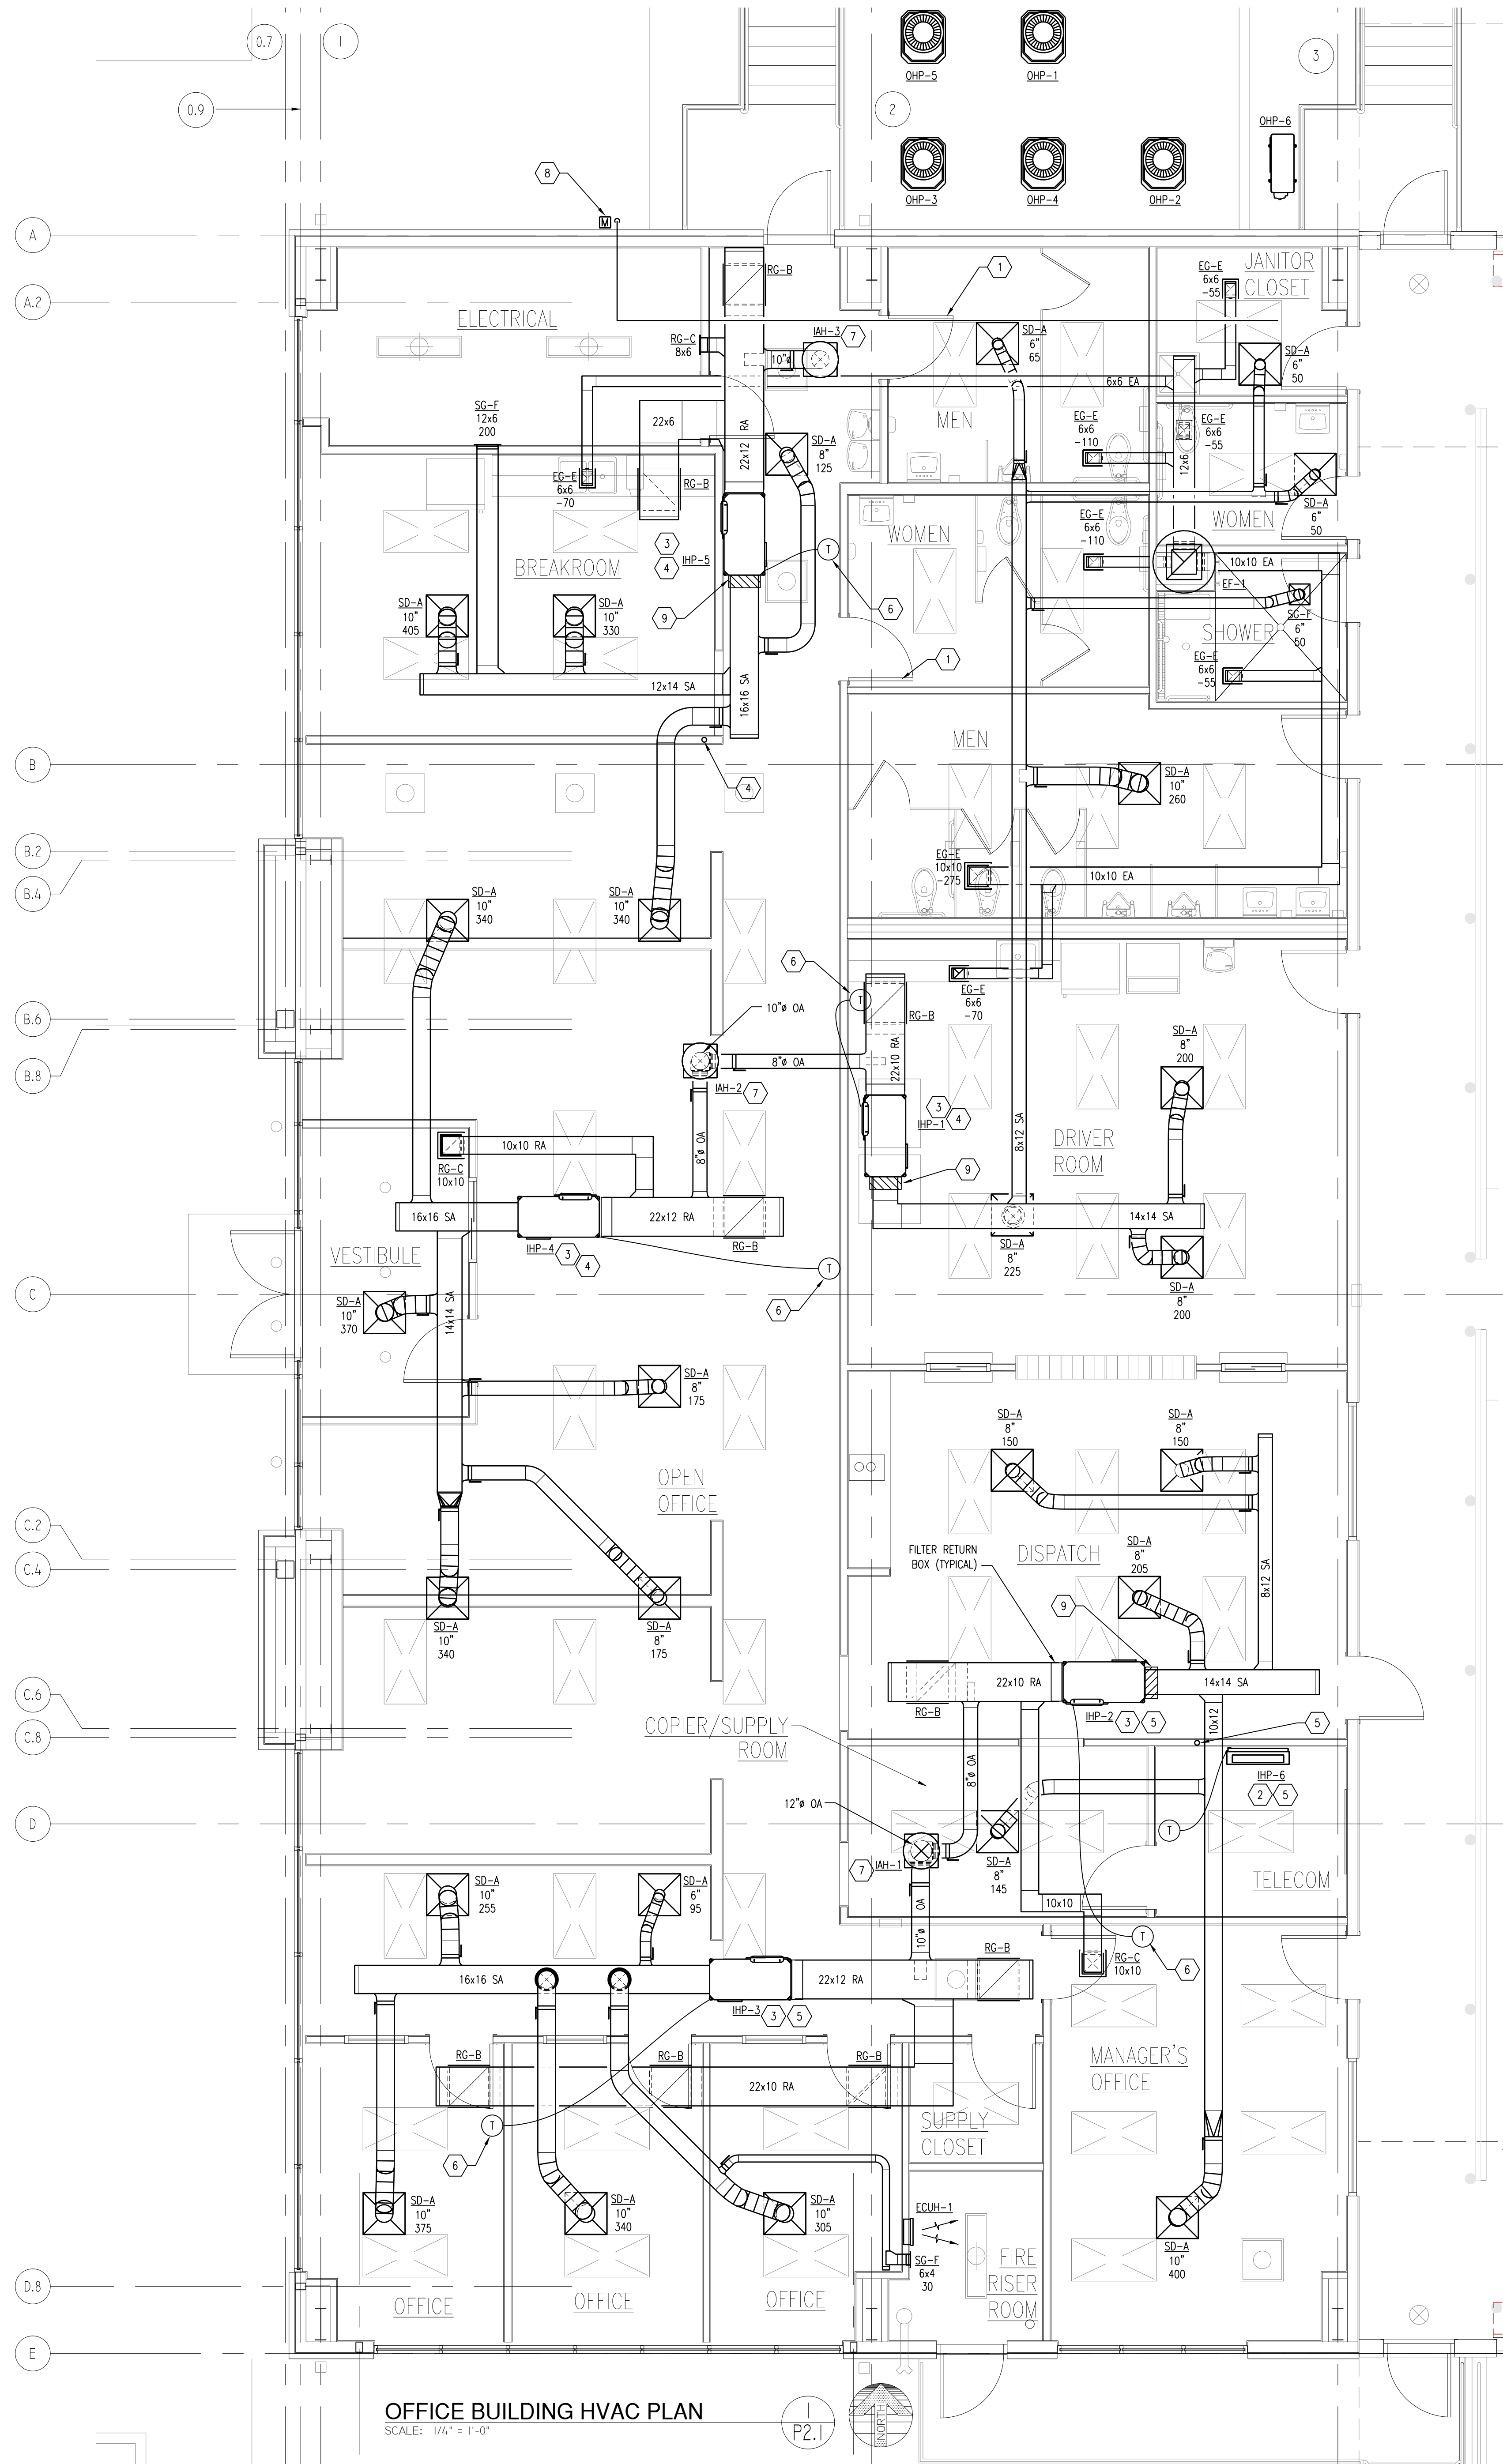 0.7
1
3
OHP-5
OHP-1
0.9
2
OHP-6
8
M
OHP-3
OHP-4
OHP-2
A
RG-B
1
EG-E
6x6
-55
JANITOR
CLOSET
A.2
ELECTRICAL
RG-C
8x6
IAH-3
7
10"ø
SD-A
6"
65
SD-A
6"
50
6x6 EA
SG-F
12x6
200
22x6
22x12 RA
MEN
SD-A
8"
125
EG-E
6x6
-110
EG-E
6x6
-55
12x6
EG-E
6x6
-70
RG-B
SD-A
6"
50
WOMEN
WOMEN
EG-E
6x6
-110
3
4
IHP-5
T
BREAKROOM
10x10 EA
EF-1
SD-A
10"
405
SD-A
10"
330
9
6
SG-F
6"
50
SHOWER
1
EG-E
6x6
-55
12x14 SA
16x16 SA
MEN
B
4
SD-A
10"
260
B.2
B.4
EG-E
10x10
-275
10x10 EA
SD-A
10"
340
SD-A
10"
340
6
T
EG-E
6x6
-70
10"ø OA
RG-B
B.6
B.8
SD-A
8"
200
22x10 RA
8"ø OA
IAH-2
7
8"ø OA
3
4
IHP-1
10x10 RA
RG-C
10x10
8x12 SA
DRIVER
ROOM
9
16x16 SA
22x12 RA
14x14 SA
IHP-4
3
4
RG-B
SD-A
8"
225
VESTIBULE
T
SD-A
8"
200
C
SD-A
10"
370
14x14 SA
6
SD-A
8"
175
SD-A
8"
150
SD-A
8"
150
OPEN
OFFICE
C.2
C.4
FILTER RETURN
BOX (TYPICAL)
DISPATCH
SD-A
8"
205
8x12 SA
9
SD-A
10"
340
SD-A
8"
175
22x10 RA
14x14 SA
RG-B
IHP-2
3
5
10x12
5
C.6
C.8
COPIER/SUPPLY
ROOM
8"ø OA
IHP-6
2
5
12"ø OA
T
D
7
IAH-1
SD-A
8"
145
TELECOM
SD-A
10"
255
SD-A
6"
95
10x10
10"ø OA
T
RG-B
RG-C
10x10
6
16x16 SA
22x12 RA
IHP-3
3
5
RG-B
RG-B
RG-B
22x10 RA
MANAGER'S
OFFICE
T
SUPPLY
CLOSET
6
SD-A
10"
375
SD-A
10"
340
SD-A
10"
305
ECUH-1
SG-F
6x4
30
FIRE
RISER
ROOM
SD-A
10"
400
D.8
OFFICE
OFFICE
OFFICE
E
OFFICE BUILDING HVAC PLAN
SCALE: 1/4" = 1'-0"
1
P2.1
NORTH